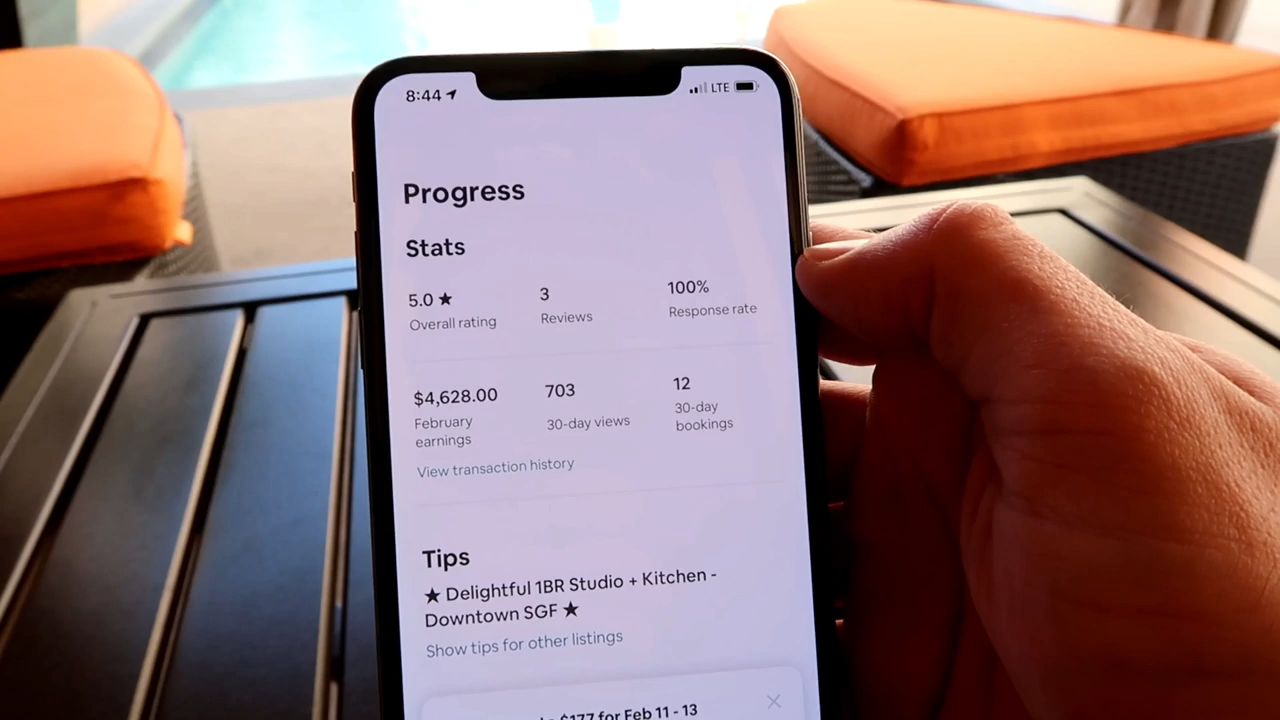 8:44
LTE
Progress
Stats
5.0 ★
Overall rating
3
Reviews
100%
Response rate
$4,628.00
February
earnings
703
30-day views
12
30-day
bookings
View transaction history
Tips
★ Delightful 1BR Studio + Kitchen -
Downtown SGF ★
Show tips for other listings
$177 for Feb 11 - 13